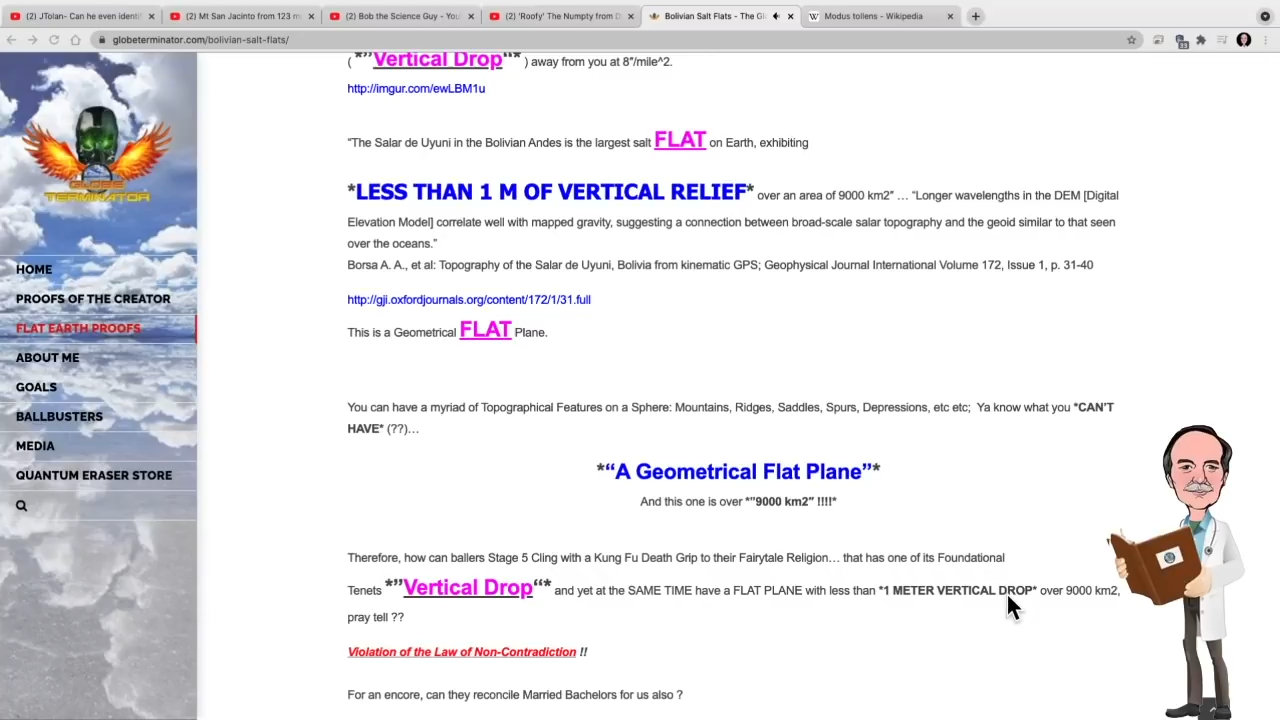 (2) JTolan- Can he even identi
(2) Mt San Jacinto from 123 m
(2) Bob the Science Guy - You
(2) 'Roofy' The Numpty from D
Bolivian Salt Flats - The Gl
Modus tollens - Wikipedia
globeterminator.com/bolivian-salt-flats/
33
GLOBE
TERMINATOR
HOME
PROOFS OF THE CREATOR
FLAT EARTH PROOFS
ABOUT ME
GOALS
BALLBUSTERS
MEDIA
QUANTUM ERASER STORE
( *”Vertical Drop“* ) away from you at 8″/mile^2.
http://imgur.com/ewLBM1u
“The Salar de Uyuni in the Bolivian Andes is the largest salt FLAT on Earth, exhibiting
*LESS THAN 1 M OF VERTICAL RELIEF* over an area of 9000 km2″ … “Longer wavelengths in the DEM [Digital
Elevation Model] correlate well with mapped gravity, suggesting a connection between broad-scale salar topography and the geoid similar to that seen
over the oceans.”
Borsa A. A., et al: Topography of the Salar de Uyuni, Bolivia from kinematic GPS; Geophysical Journal International Volume 172, Issue 1, p. 31-40
http://gji.oxfordjournals.org/content/172/1/31.full
This is a Geometrical FLAT Plane.
You can have a myriad of Topographical Features on a Sphere: Mountains, Ridges, Saddles, Spurs, Depressions, etc etc;  Ya know what you *CAN’T
HAVE* (??)…
*“A Geometrical Flat Plane”*
And this one is over *”9000 km2″ !!!!*
Therefore, how can ballers Stage 5 Cling with a Kung Fu Death Grip to their Fairytale Religion… that has one of its Foundational
Tenets *”Vertical Drop“* and yet at the SAME TIME have a FLAT PLANE with less than *1 METER VERTICAL DROP* over 9000 km2,
pray tell ??
Violation of the Law of Non-Contradiction !!
For an encore, can they reconcile Married Bachelors for us also ?